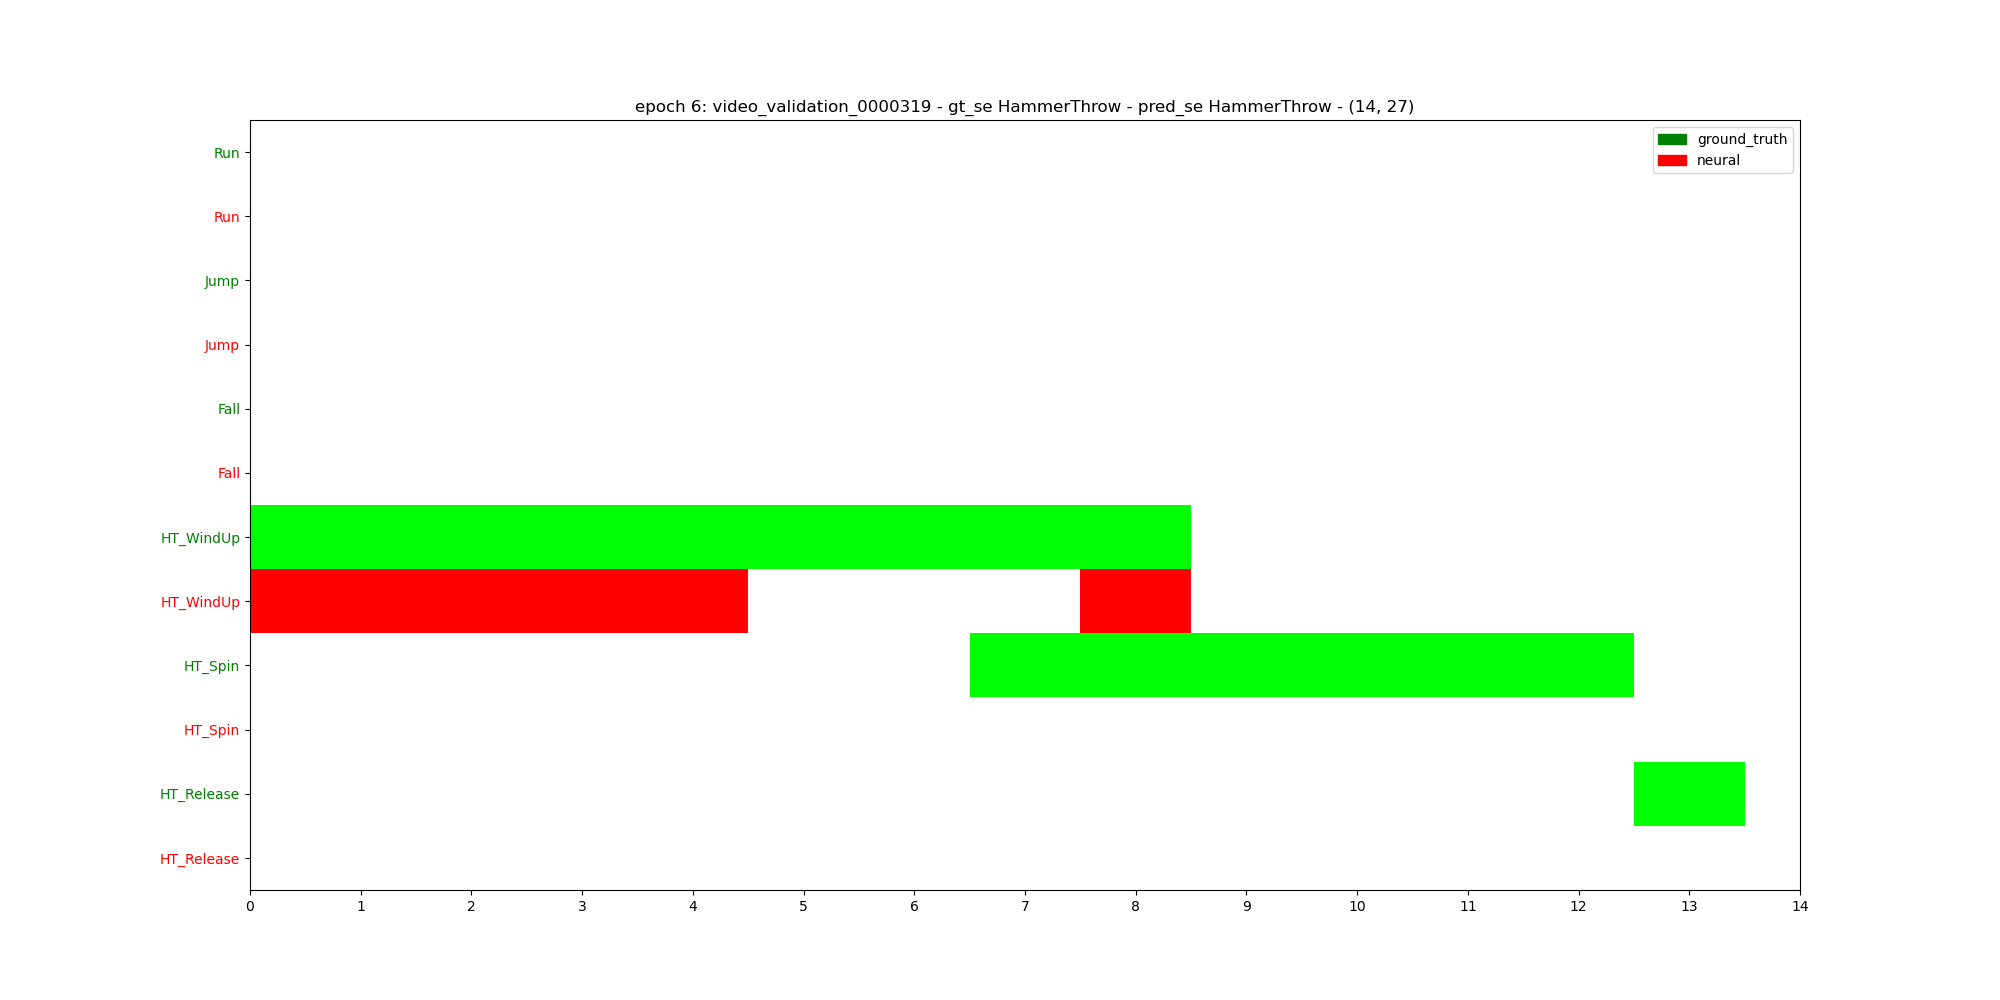 epoch 6: video_validation_0000319 - gt_se HammerThrow - pred_se HammerThrow - (14, 27)
ground_truth
neural
Run
Run
Jump
Jump
Fall
Fall
HT_WindUp
HT_WindUp
HT_Spin
HT_Spin
HT_Release
HT_Release
0 1 2 3 4 5 6 7 8 9 10 11 12 13 14